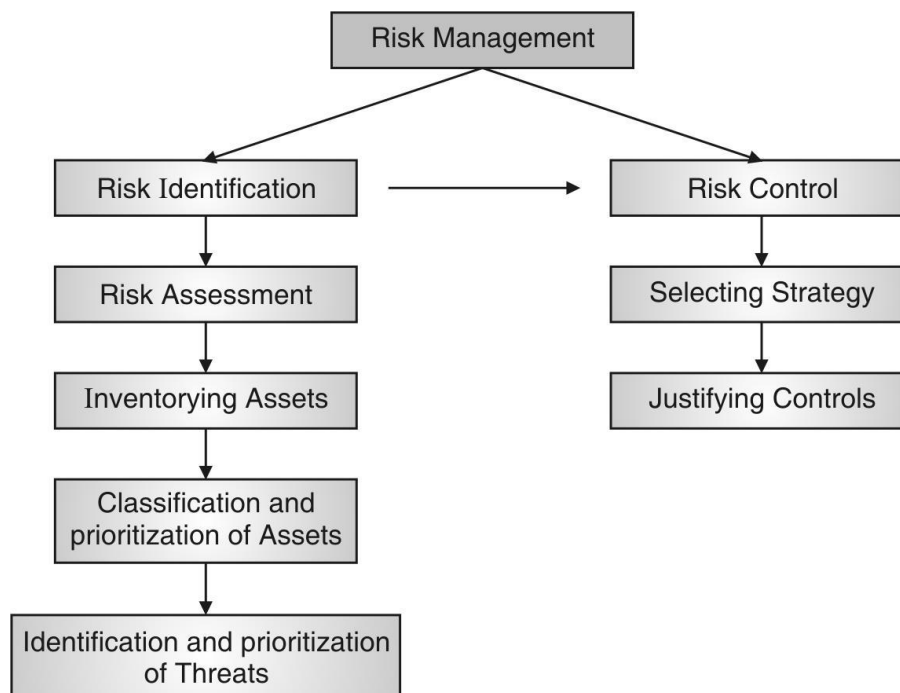 Risk Management
Risk Identification
Risk Control
Risk Assessment
Selecting Strategy
Inventorying Assets
Justifying Controls
Classification and
prioritization of Assets
Identification and prioritization
of Threats